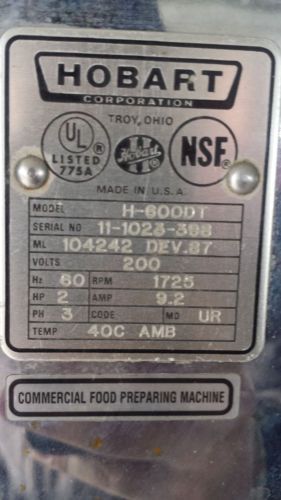 HOBART
CORPORATION
TROY, OHIO
UL
LISTED
775A
Hobart
NSF
MADE IN U.S.A.
MODEL H-600DT
SERIAL NO 11-1023-398
ML 104242 DEV.87
VOLTS 200
Hz 60 RPM 1725
HP 2 AMP 9.2
PH 3 CODE MO UR
TEMP 40C AMB
COMMERCIAL FOOD PREPARING MACHINE